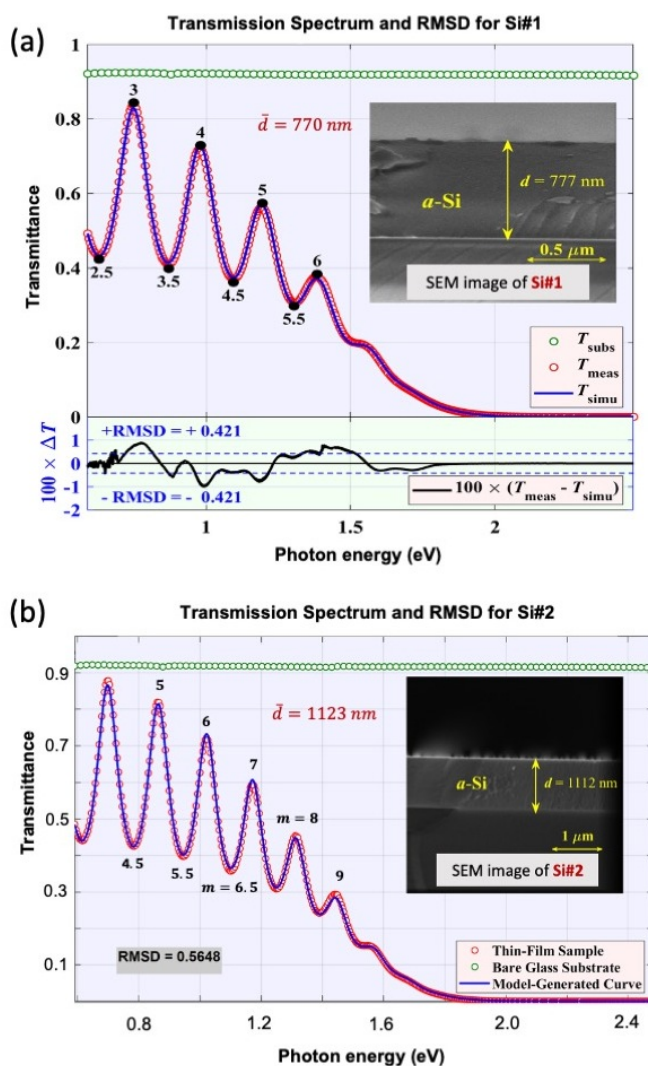 (a)
Transmission Spectrum and RMSD for Si#1
Transmittance
1
0.8
0.6
0.4
0.2
0
3
4
5
6
2.5
3.5
4.5
5.5
d̄ = 770 nm
a-Si
d = 777 nm
0.5 μm
SEM image of Si#1
T_subs
T_meas
T_simu
100 × ΔT
1
0
-1
-2
+RMSD = + 0.421
- RMSD = - 0.421
100 × (T_meas - T_simu)
1
1.5
2
Photon energy (eV)
(b)
Transmission Spectrum and RMSD for Si#2
Transmittance
0.9
0.7
0.5
0.3
0.1
5
6
7
m = 8
9
4.5
5.5
m = 6.5
d̄ = 1123 nm
a-Si
d = 1112 nm
1 μm
SEM image of Si#2
RMSD = 0.5648
Thin-Film Sample
Bare Glass Substrate
Model-Generated Curve
0.8
1.2
1.6
2.0
2.4
Photon energy (eV)